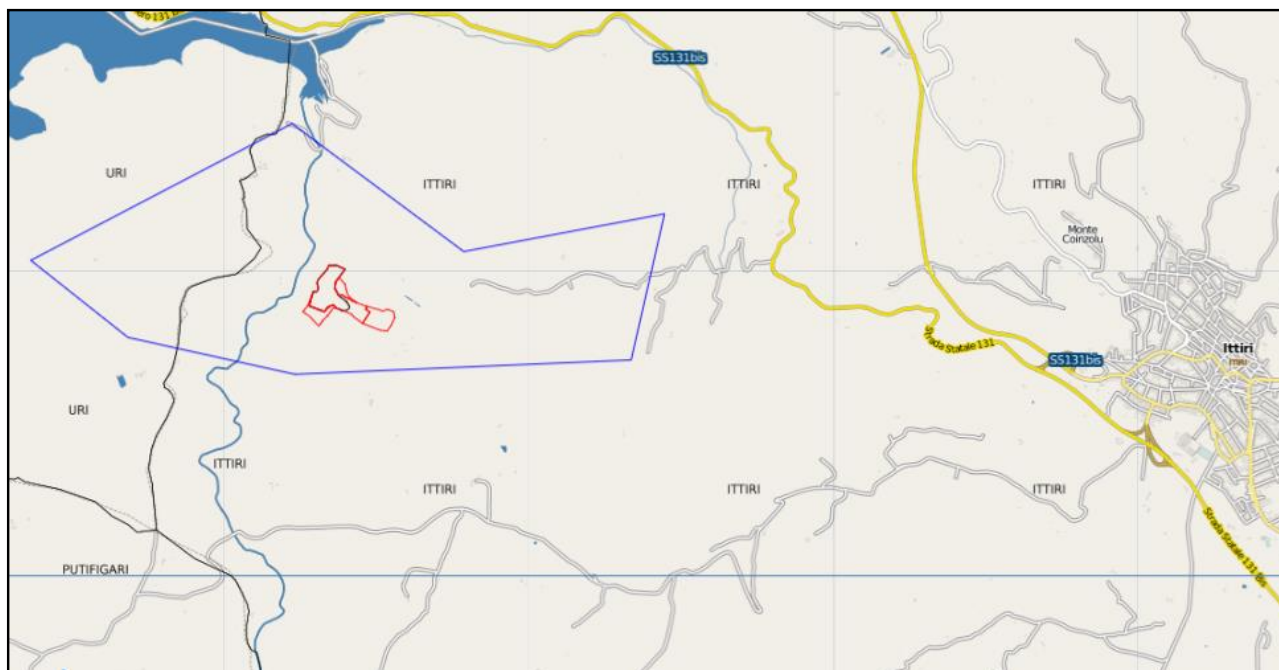 131 B
SS131bis
URI
ITTIRI
ITTIRI
ITTIRI
Monte
Coinzolu
Strada Statale 131
SS131bis
Ittiri
URI
ITTIRI
ITTIRI
ITTIRI
ITTIRI
Strada Statale 131 Bis
PUTIFIGARI